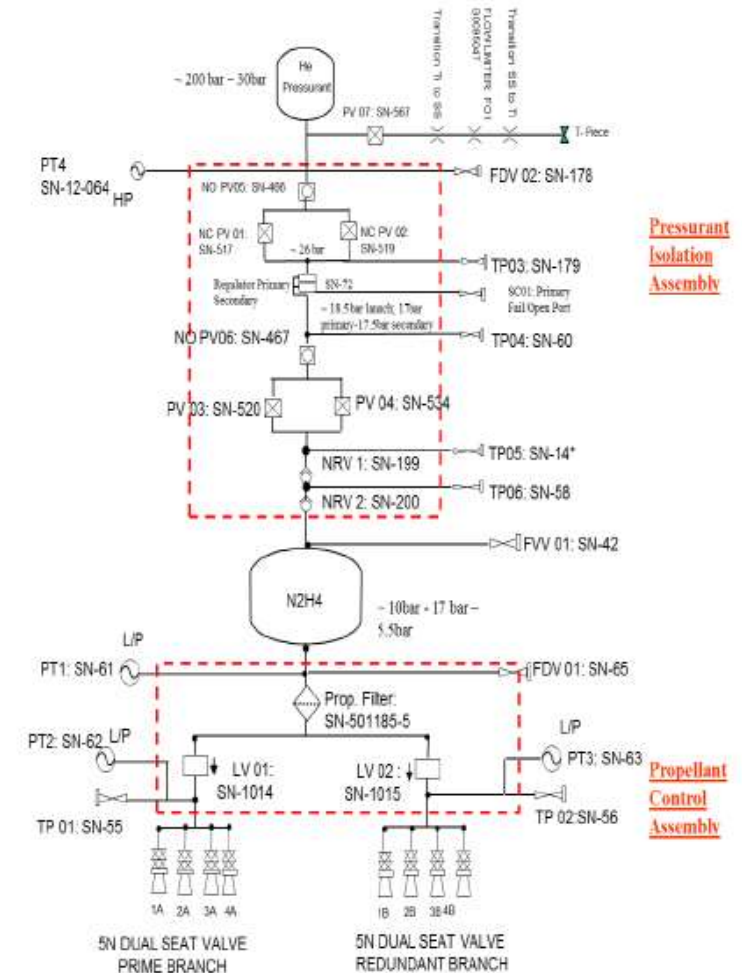 Transition Ti to SS
FLOW LIMITER: FO1
G0095047
Transition SS to Ti
He
Pressurant
~ 200 bar – 30bar
PV 07: SN-567
T- Piece
PT4
SN-12-064
HP
FDV 02: SN-178
NO PV05: SN-466
NC PV 01:
SN-517
NC PV 02:
SN-519
~ 26 bar
TP03: SN-179
Regulator Primary
Secondary
SN-72
SC01: Primary
Fail Open Port
~ 18.5bar launch; 17bar
primary-17.5bar secondary
NO PV06: SN-467
TP04: SN-60
PV 03: SN-520
PV 04: SN-534
TP05: SN-14*
NRV 1: SN-199
TP06: SN-58
NRV 2: SN-200
FVV 01: SN-42
Pressurant
Isolation
Assembly
N2H4
~ 10bar - 17 bar –
5.5bar
L/P
PT1: SN-61
FDV 01: SN-65
Prop. Filter:
SN-501185-5
PT2: SN-62
L/P
L/P
PT3: SN-63
LV 01:
SN-1014
LV 02 :
SN-1015
TP 01: SN-55
TP 02:SN-56
Propellant
Control
Assembly
1A 2A 3A 4A
1B 2B 3B4B
5N DUAL SEAT VALVE
PRIME BRANCH
5N DUAL SEAT VALVE
REDUNDANT BRANCH